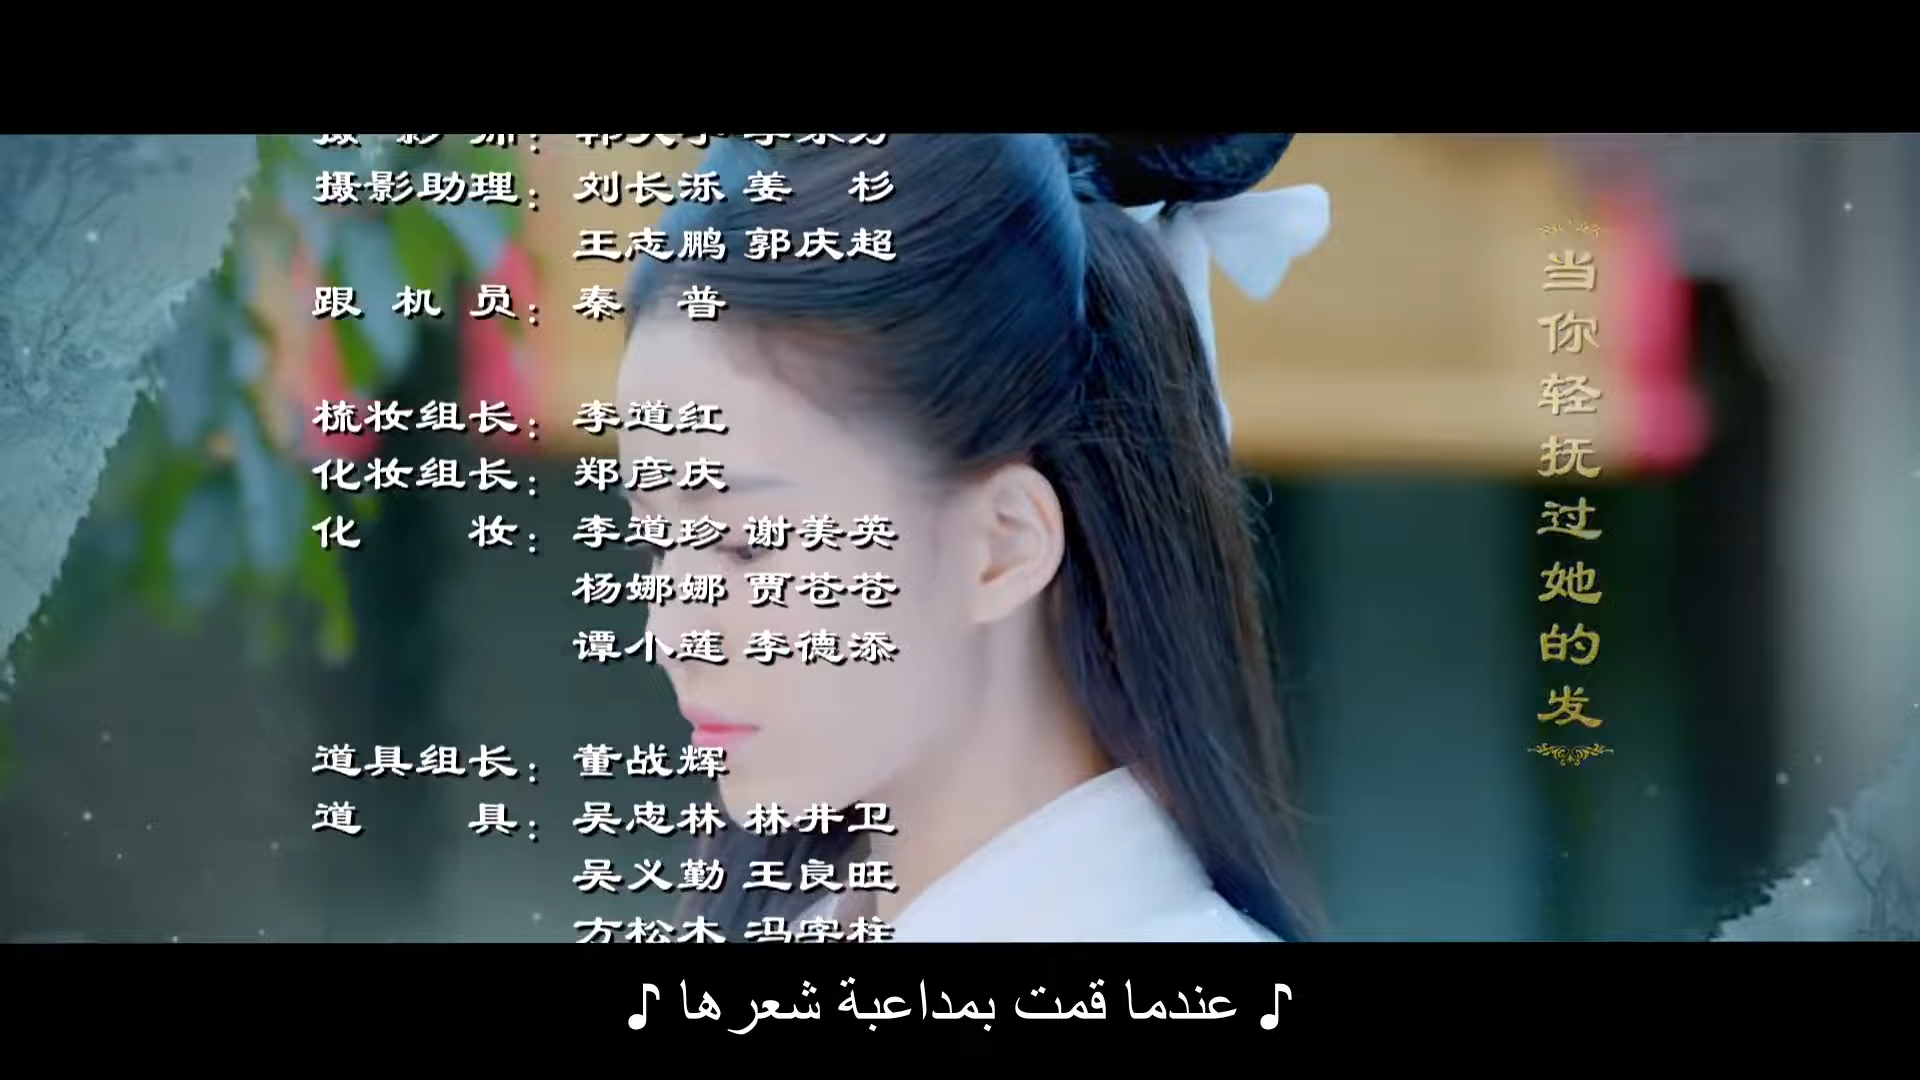 摄影助理：刘长泺 姜 杉
王志鹏 郭庆超
跟机员：秦 普
梳妆组长：李道红
化妆组长：郑彦庆
化 妆：李道珍 谢美英
杨娜娜 贾苍苍
谭小莲 李德添
道具组长：董战辉
道 具：吴忠林 林井卫
吴义勤 王良旺
当你轻抚过她的发
♪ عندما قمت بمداعبة شعرها ♪